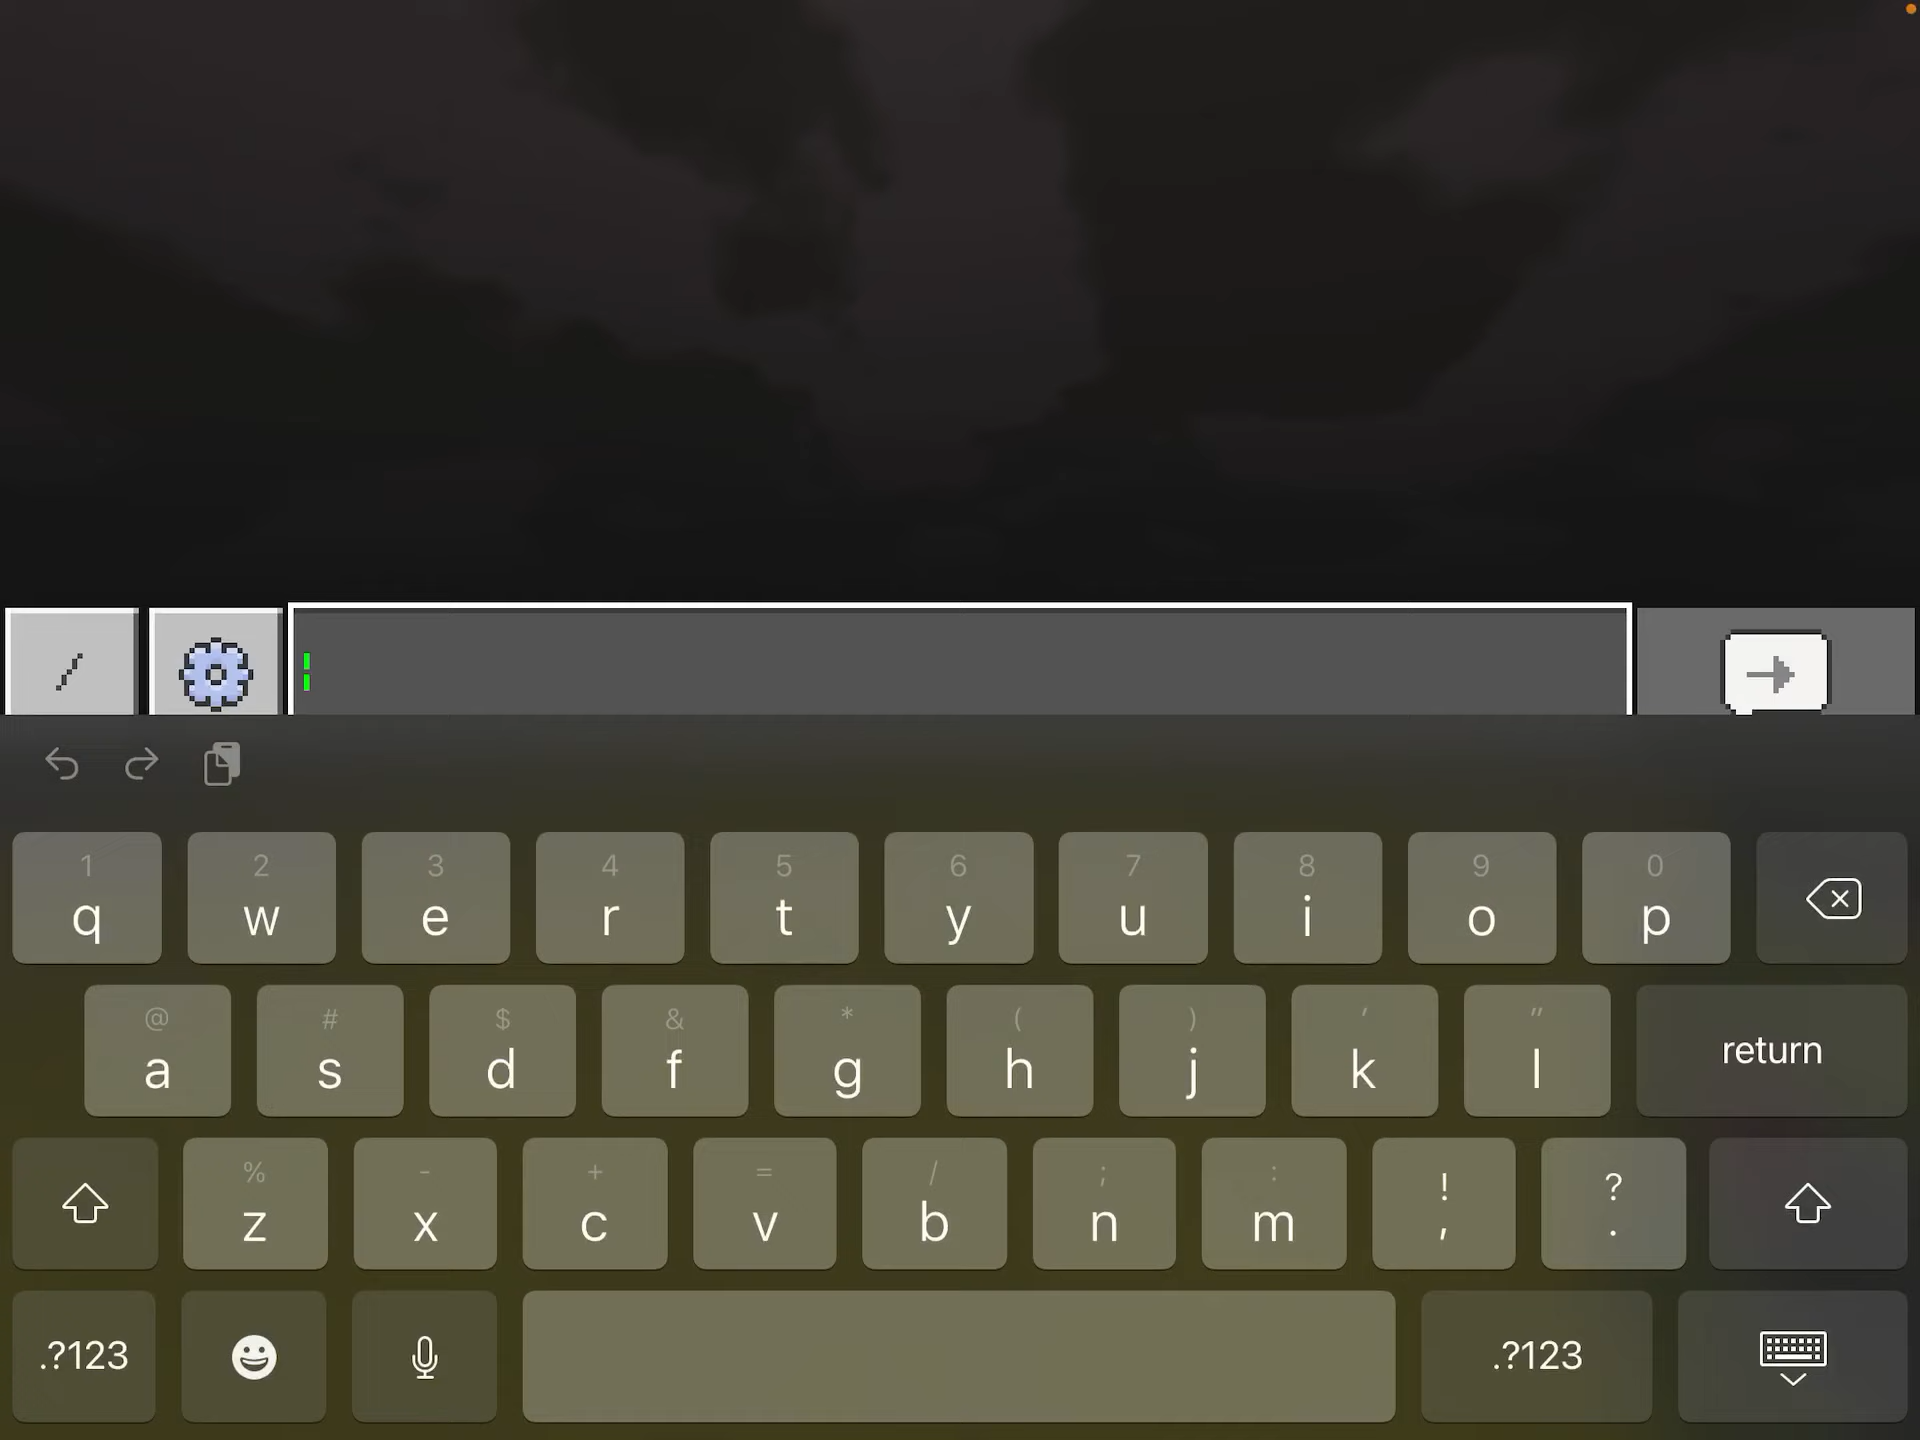 /
1 2 3 4 5 6 7 8 9 0
q w e r t y u i o p
@ # $ & * ( ) ' "
a s d f g h j k l return
% - + = / ; : ! ?
z x c v b n m , .
.?123 .?123